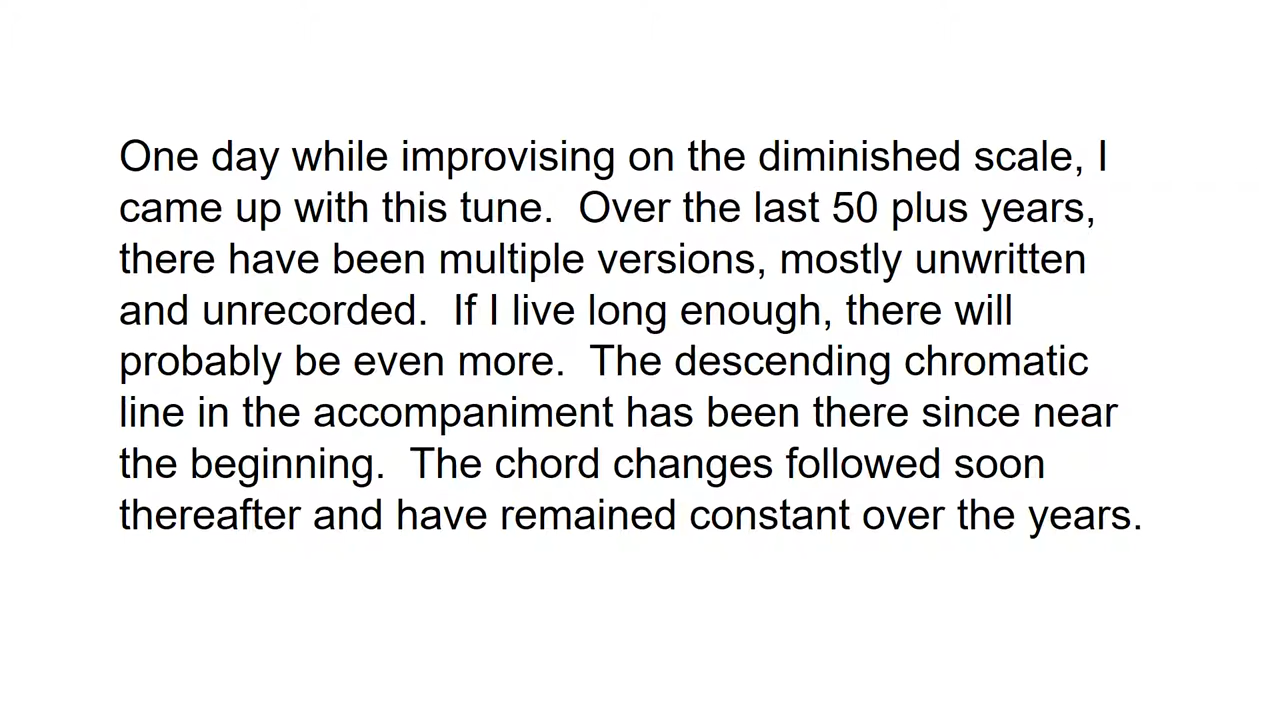 One day while improvising on the diminished scale, I
came up with this tune.  Over the last 50 plus years,
there have been multiple versions, mostly unwritten
and unrecorded.  If I live long enough, there will
probably be even more.  The descending chromatic
line in the accompaniment has been there since near
the beginning.  The chord changes followed soon
thereafter and have remained constant over the years.